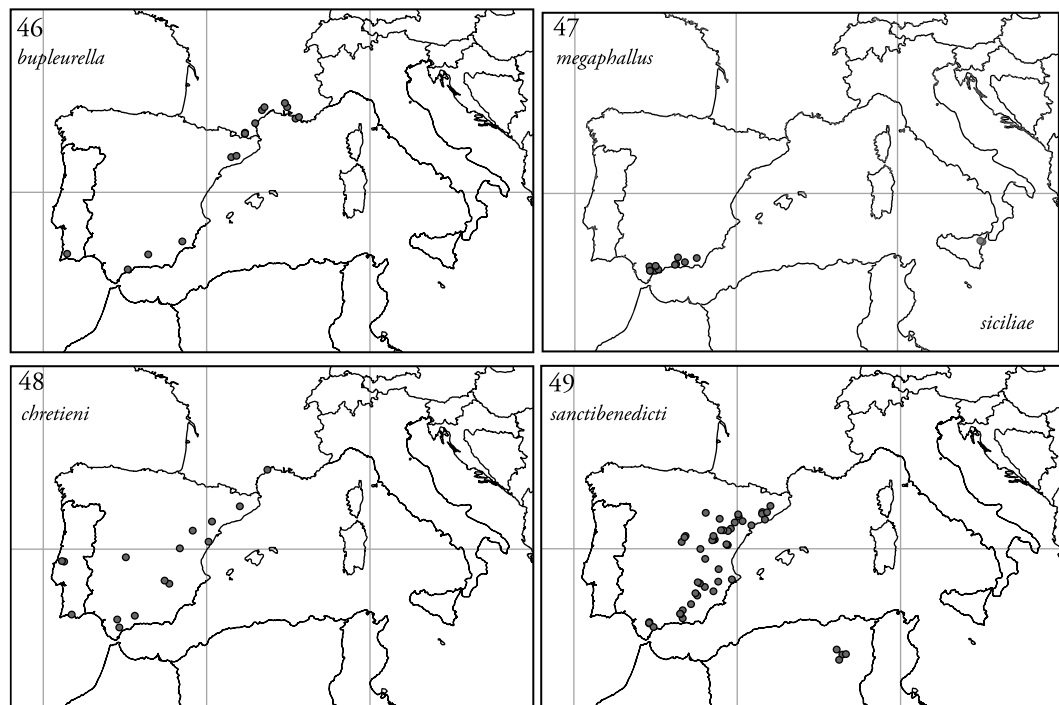 46
bupleurella
47
megaphallus
siciliae
48
chretieni
49
sanctibenedicti